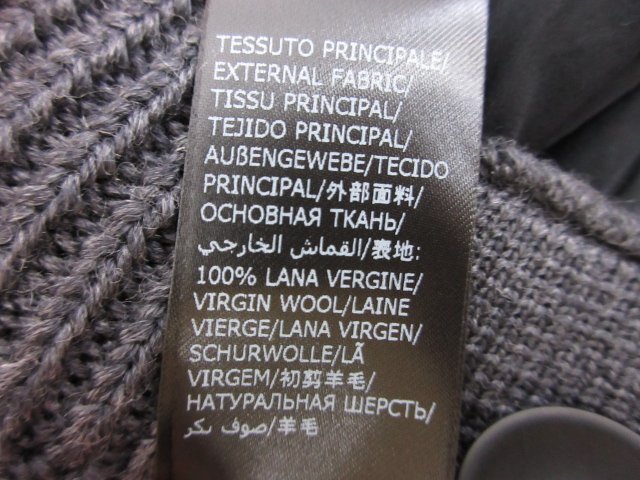 TESSUTO PRINCIPALE/
EXTERNAL FABRIC/
TISSU PRINCIPAL/
TEJIDO PRINCIPAL/
AUßENGEWEBE/TECIDO
PRINCIPAL/外部面料/
ОСНОВНАЯ ТКАНЬ/
القماش الخارجي/表地:
100% LANA VERGINE/
VIRGIN WOOL/LAINE
VIERGE/LANA VIRGEN/
SCHURWOLLE/LÃ
VIRGEM/初剪羊毛/
НАТУРАЛЬНАЯ ШЕРСТЬ/
صوف بكر/羊毛